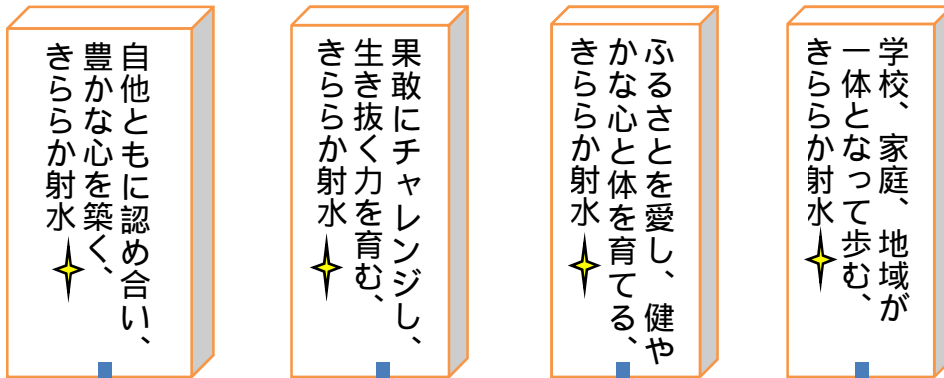 学校、家庭、地域が
一体となって歩む、
きららか射水
ふるさとを愛し、健や
かな心と体を育てる、
きららか射水
果敢にチャレンジし、
生き抜く力を育む、
きららか射水
自他ともに認め合い、
豊かな心を築く、
きららか射水